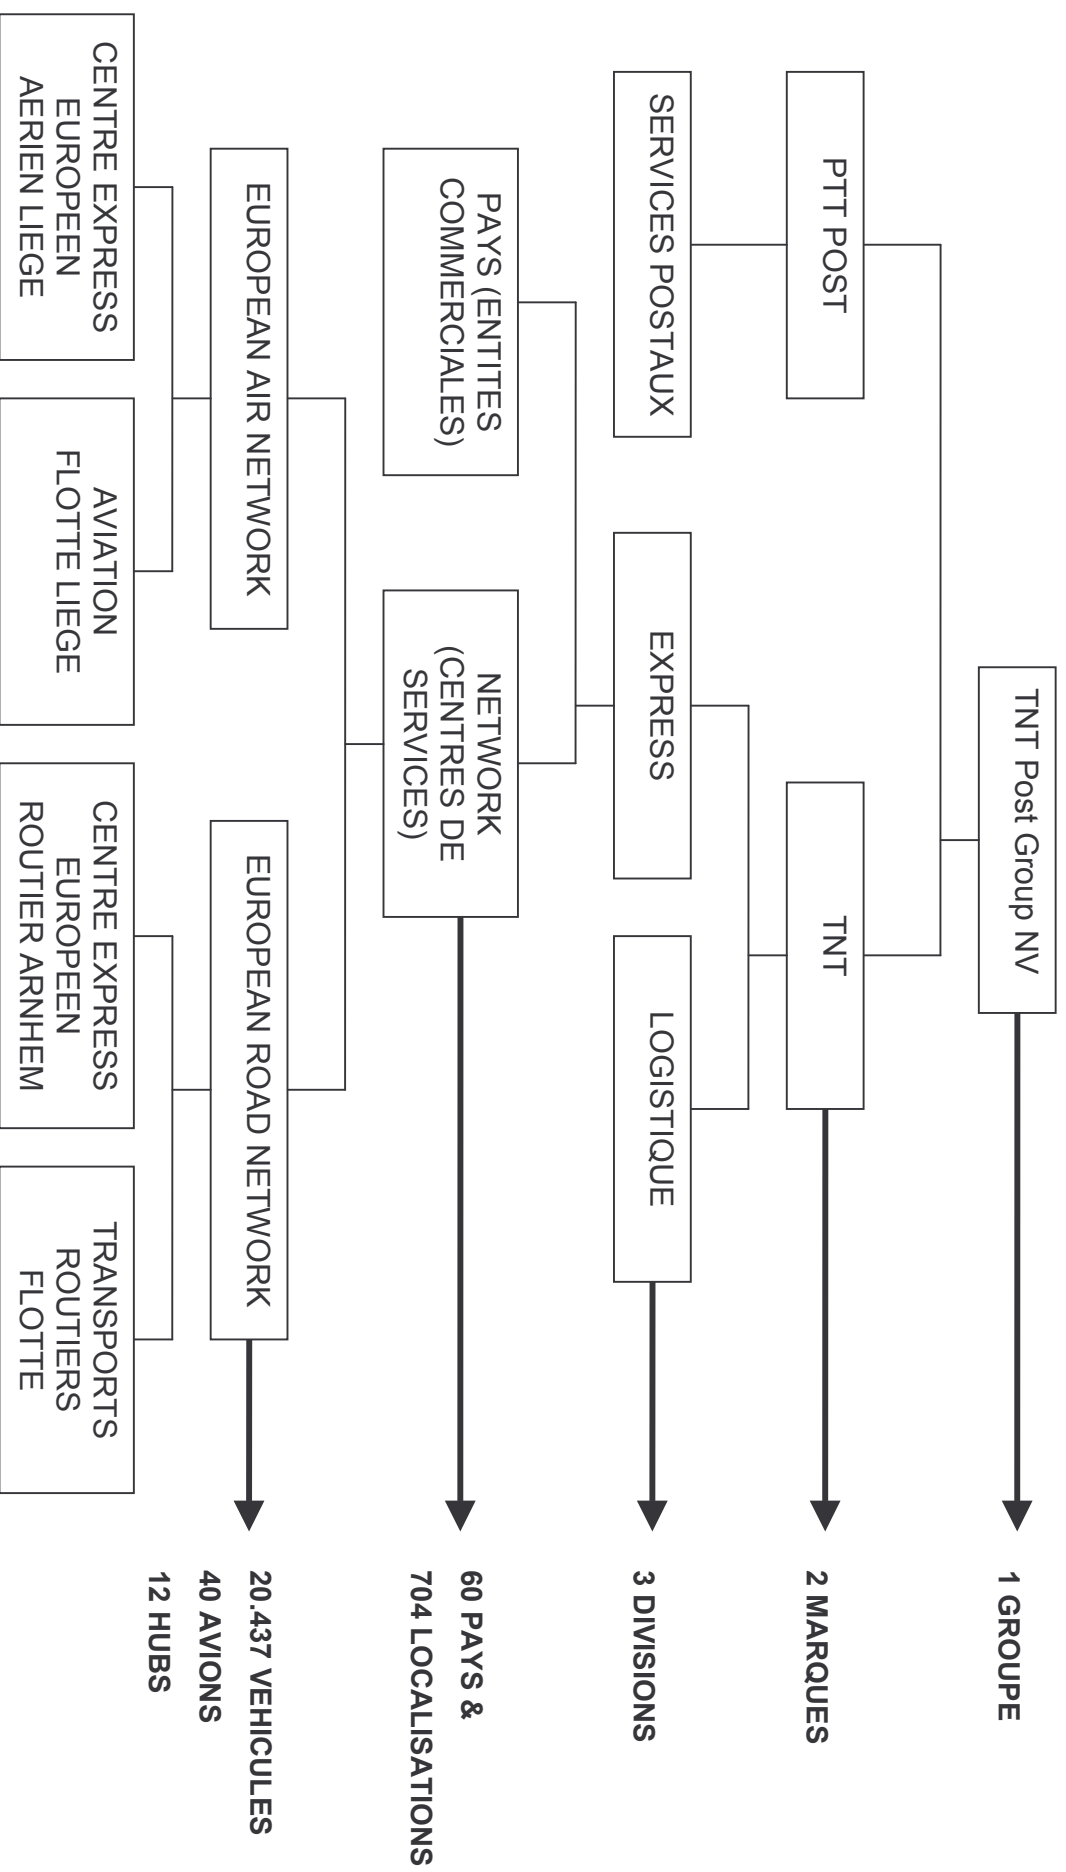 TNT Post Group NV
1 GROUPE
PTT POST
TNT
2 MARQUES
SERVICES POSTAUX
EXPRESS
LOGISTIQUE
3 DIVISIONS
PAYS (ENTITES
COMMERCIALES)
NETWORK
(CENTRES DE
SERVICES)
60 PAYS &
704 LOCALISATIONS
EUROPEAN AIR NETWORK
EUROPEAN ROAD NETWORK
20.437 VEHICULES
40 AVIONS
12 HUBS
CENTRE EXPRESS
EUROPEEN
AERIEN LIEGE
AVIATION
FLOTTE LIEGE
CENTRE EXPRESS
EUROPEEN
ROUTIER ARNHEM
TRANSPORTS
ROUTIERS
FLOTTE